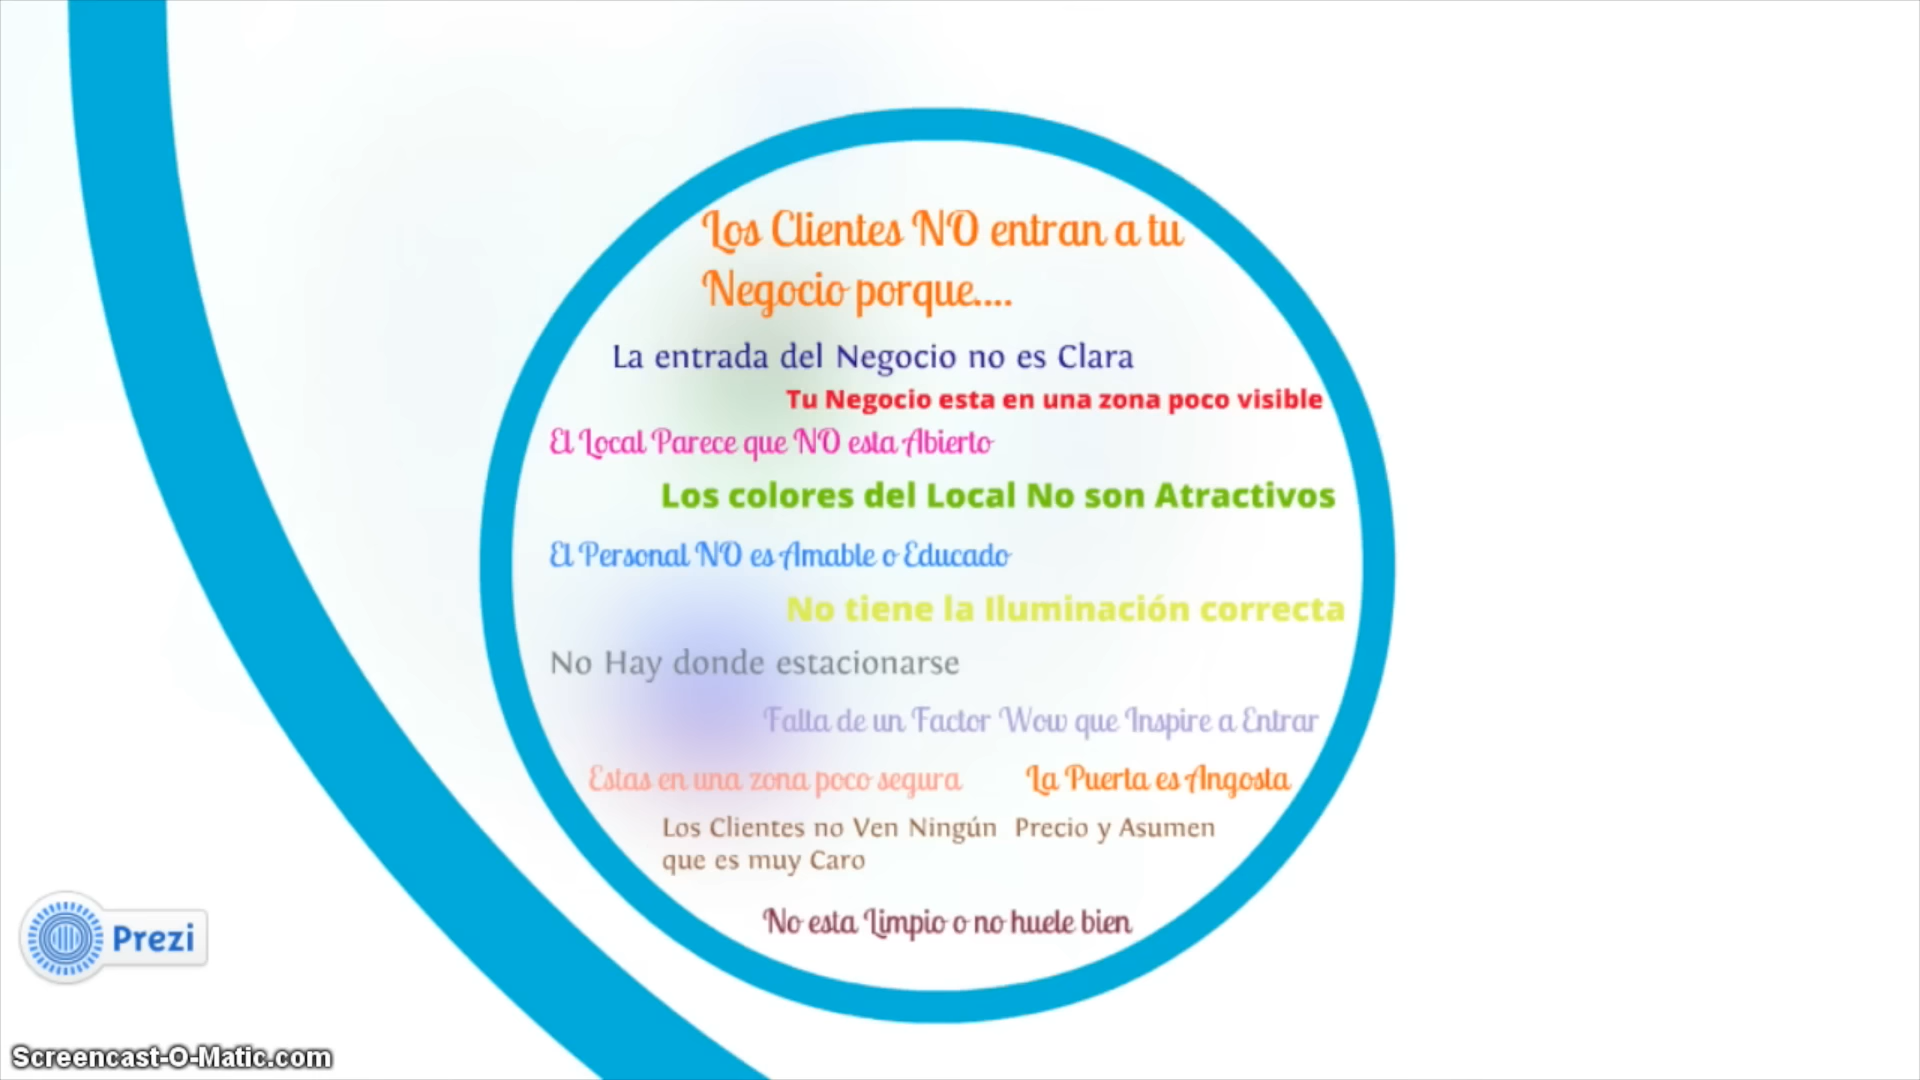 Los Clientes NO entran a tu
Negocio porque....
La entrada del Negocio no es Clara
Tu Negocio esta en una zona poco visible
El Local Parece que NO esta Abierto
Los colores del Local No son Atractivos
El Personal NO es Amable o Educado
No tiene la Iluminación correcta
No Hay donde estacionarse
Falta de un Factor Wow que Inspire a Entrar
Estas en una zona poco segura
La Puerta es Angosta
Los Clientes no Ven Ningún Precio y Asumen
que es muy Caro
No esta Limpio o no huele bien
Prezi
Screencast-O-Matic.com